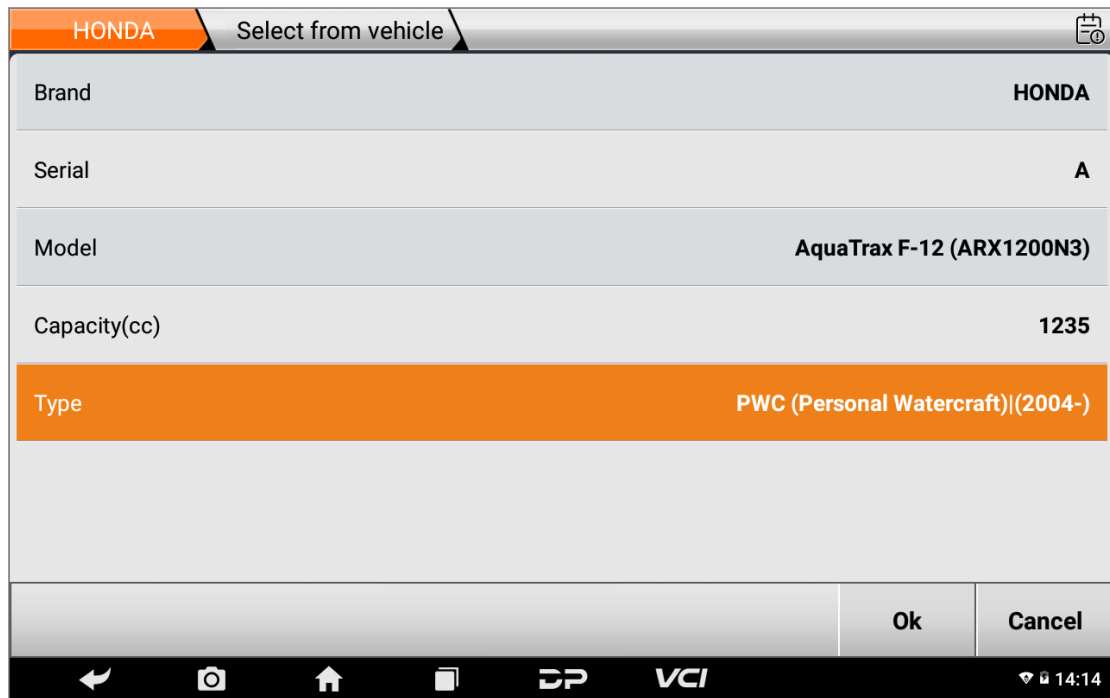 HONDA Select from vehicle
Brand HONDA
Serial A
Model AquaTrax F-12 (ARX1200N3)
Capacity(cc) 1235
Type PWC (Personal Watercraft)|(2004-)
Ok Cancel
DP VCI 14:14